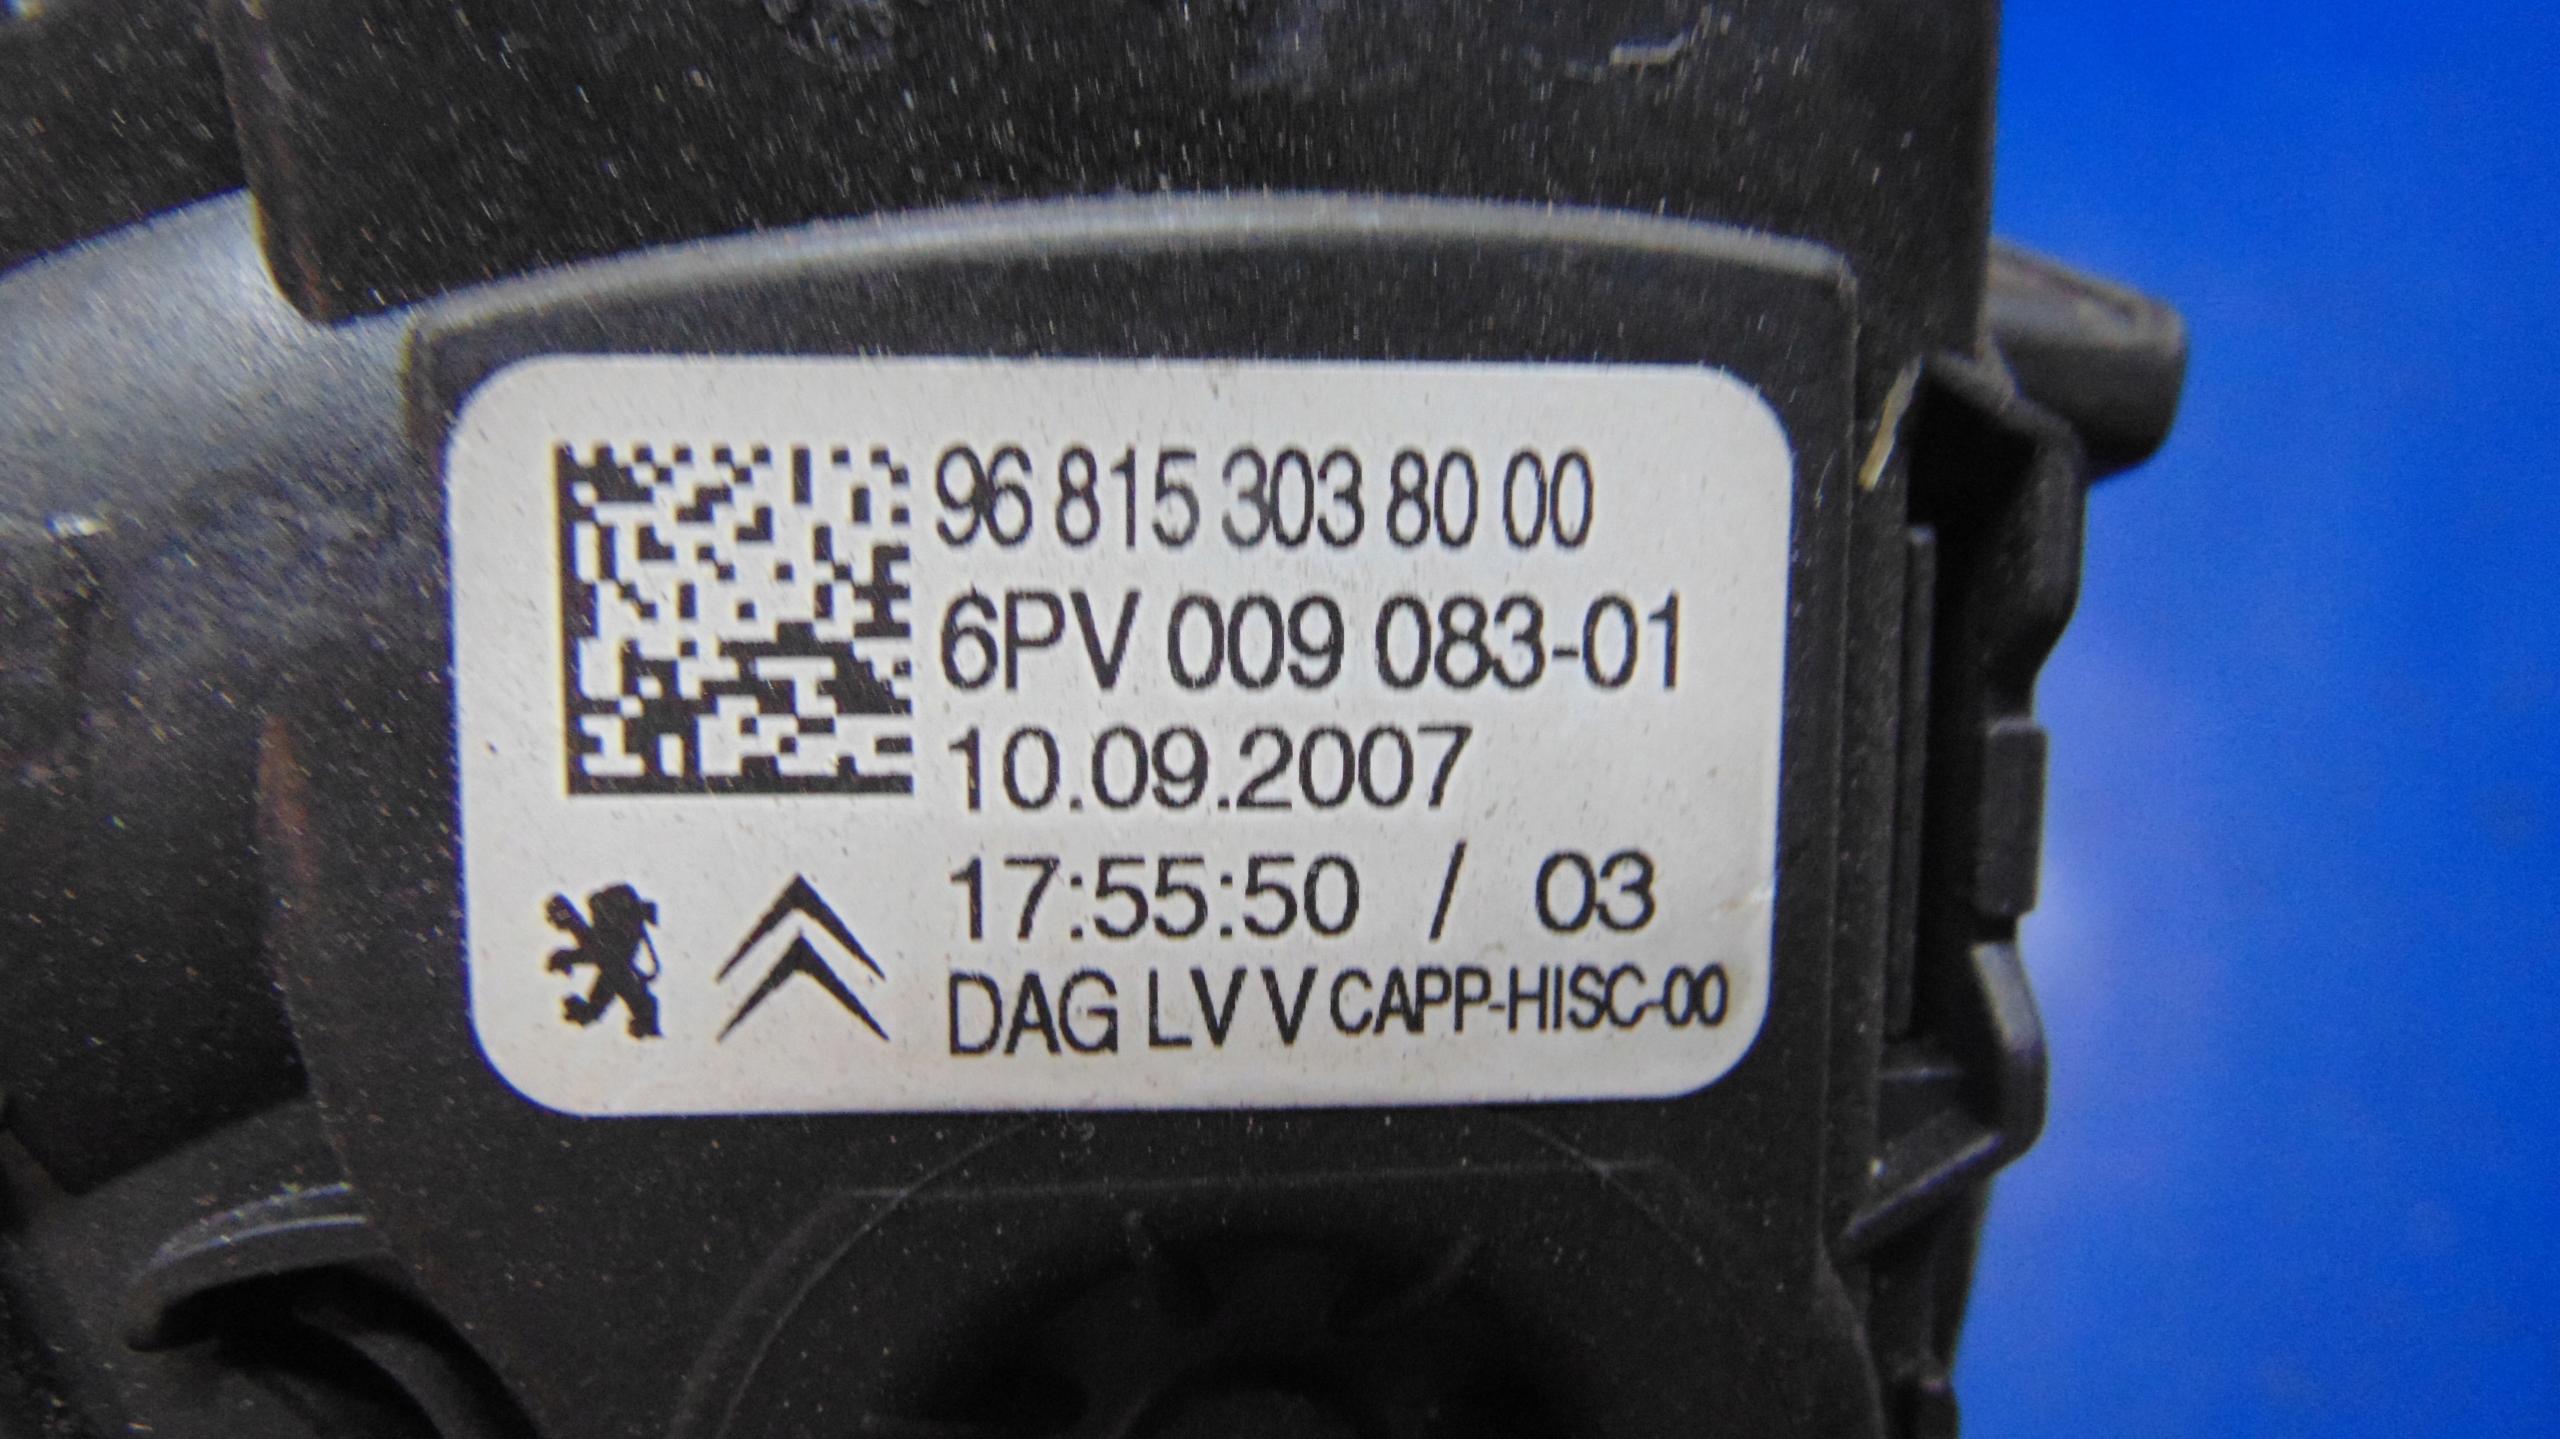 96 815 303 80 00
6PV 009 083-01
10.09.2007
17:55:50 / 03
DAG LV V CAPP-HISC-00